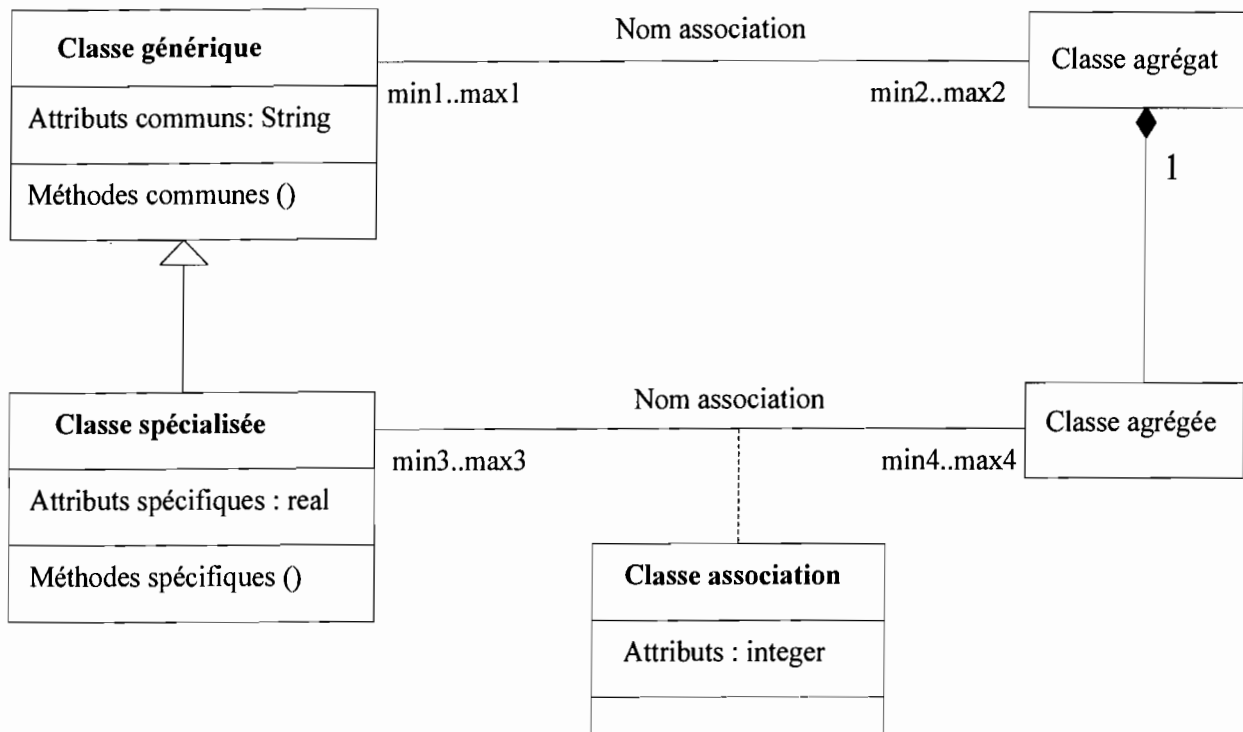 Nom association
Classe générique
Classe agrégat
min1..max1
min2..max2
Attributs communs: String
1
Méthodes communes ()
Nom association
Classe spécialisée
Classe agrégée
min3..max3
min4..max4
Attributs spécifiques : real
Méthodes spécifiques ()
Classe association
Attributs : integer